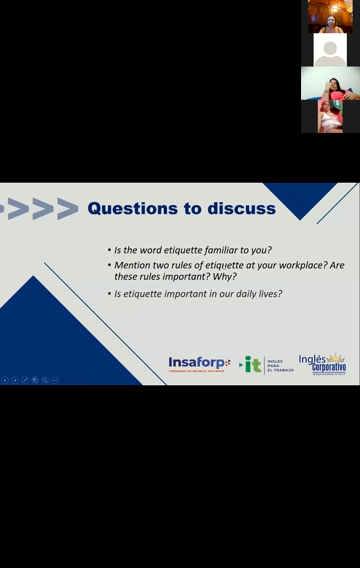 Questions to discuss
• Is the word etiquette familiar to you?
• Mention two rules of etiquette at your workplace? Are
these rules important? Why?
• Is etiquette important in our daily lives?
Insaforp
it
INGLÉS
PARA
EL TRABAJO
Inglés
Corporativo